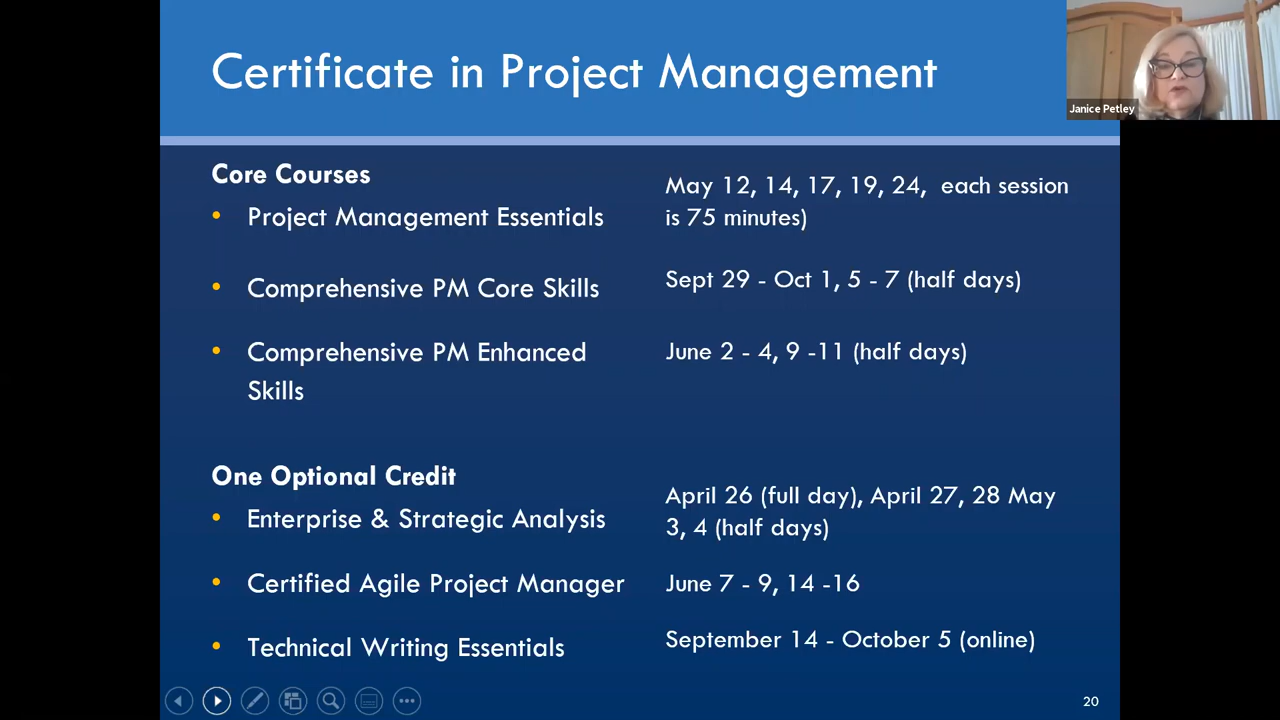 Certificate in Project Management
Janice Petley
Core Courses
• Project Management Essentials
May 12, 14, 17, 19, 24, each session
is 75 minutes)
• Comprehensive PM Core Skills
Sept 29 - Oct 1, 5 - 7 (half days)
• Comprehensive PM Enhanced
Skills
June 2 - 4, 9 -11 (half days)
One Optional Credit
• Enterprise & Strategic Analysis
April 26 (full day), April 27, 28 May
3, 4 (half days)
• Certified Agile Project Manager
June 7 - 9, 14 -16
• Technical Writing Essentials
September 14 - October 5 (online)
20